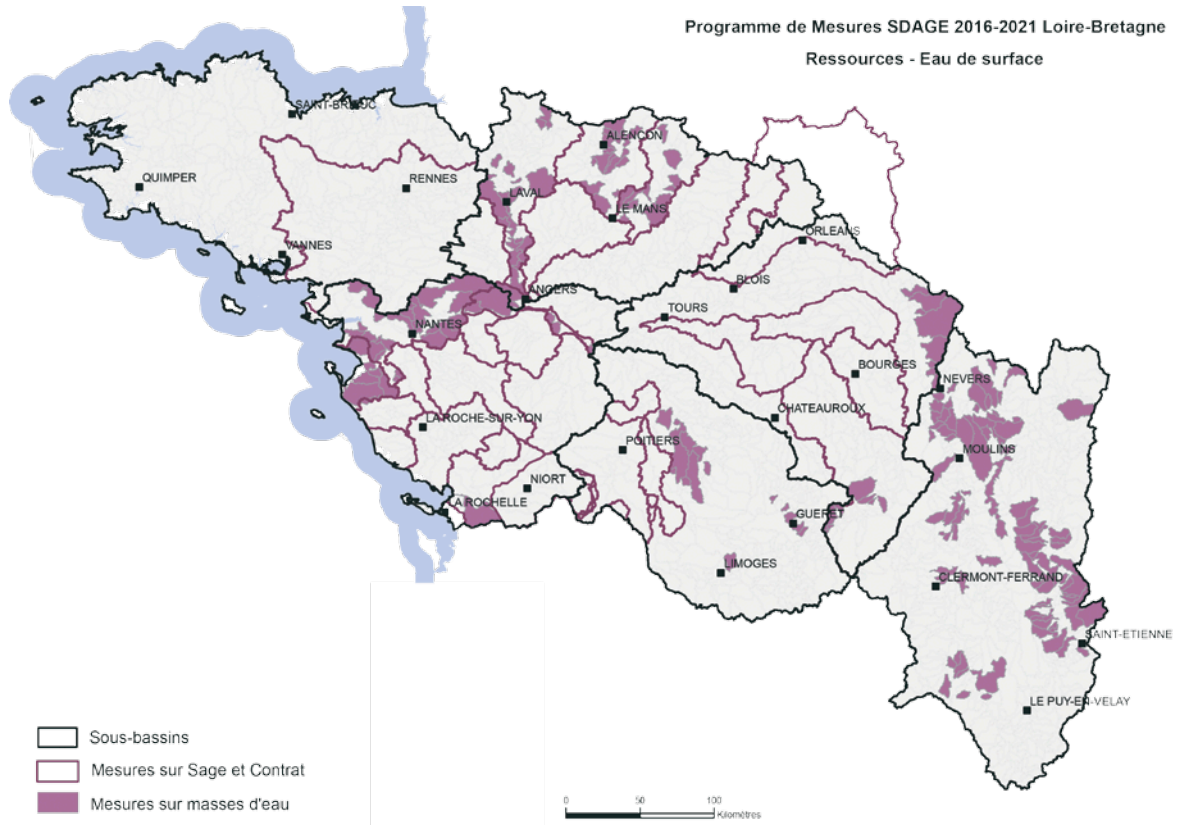 Programme de Mesures SDAGE 2016-2021 Loire-Bretagne
Ressources - Eau de surface
SAINT-BRIEUC
ALENÇON
QUIMPER
RENNES
LAVAL
LE MANS
VANNES
ORLEANS
BLOIS
ANGERS
TOURS
NANTES
BOURGES
NEVERS
CHATEAUROUX
LA ROCHE-SUR-YON
POITIERS
MOULINS
NIORT
LA ROCHELLE
GUERET
LIMOGES
CLERMONT-FERRAND
SAINT-ETIENNE
LE PUY-EN-VELAY
Sous-bassins
Mesures sur Sage et Contrat
Mesures sur masses d'eau
0 50 100
Kilomètres